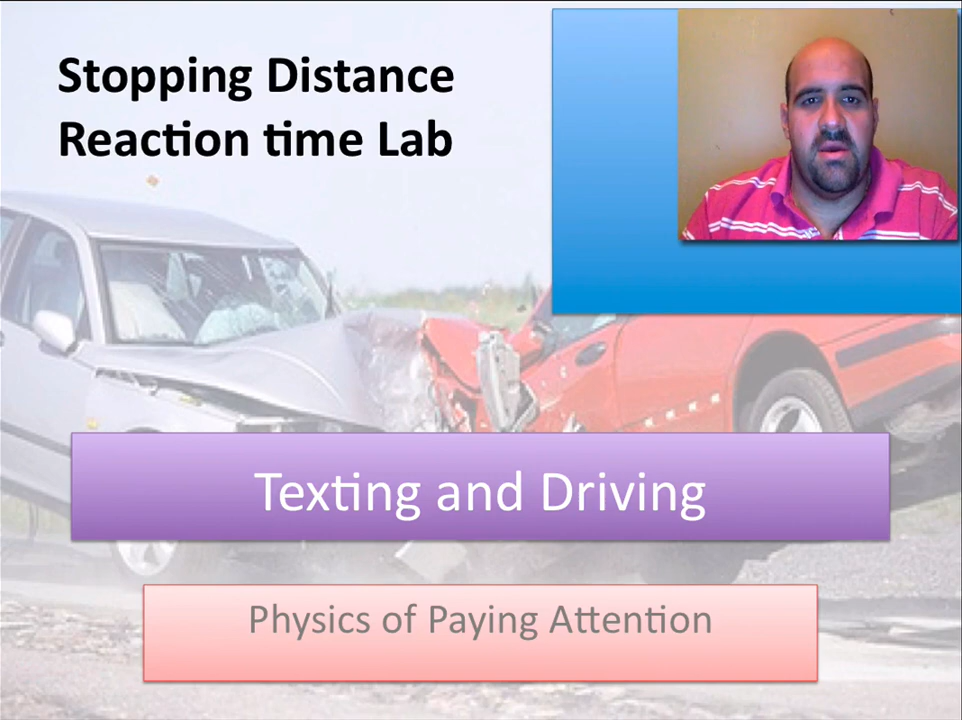 Stopping Distance
Reaction time Lab
Texting and Driving
Physics of Paying Attention